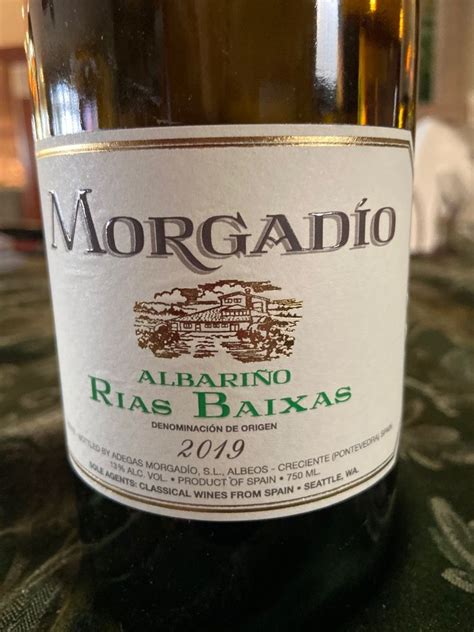 MORGADÍO
ALBARIÑO
RIAS BAIXAS
DENOMINACIÓN DE ORIGEN
2019
BOTTLED BY ADEGAS MORGADÍO, S.L., ALBEOS - CRECIENTE (PONTEVEDRA) SPAIN
13% ALC. VOL. • PRODUCT OF SPAIN • 750 ML.
SOLE AGENTS: CLASSICAL WINES FROM SPAIN • SEATTLE, WA.